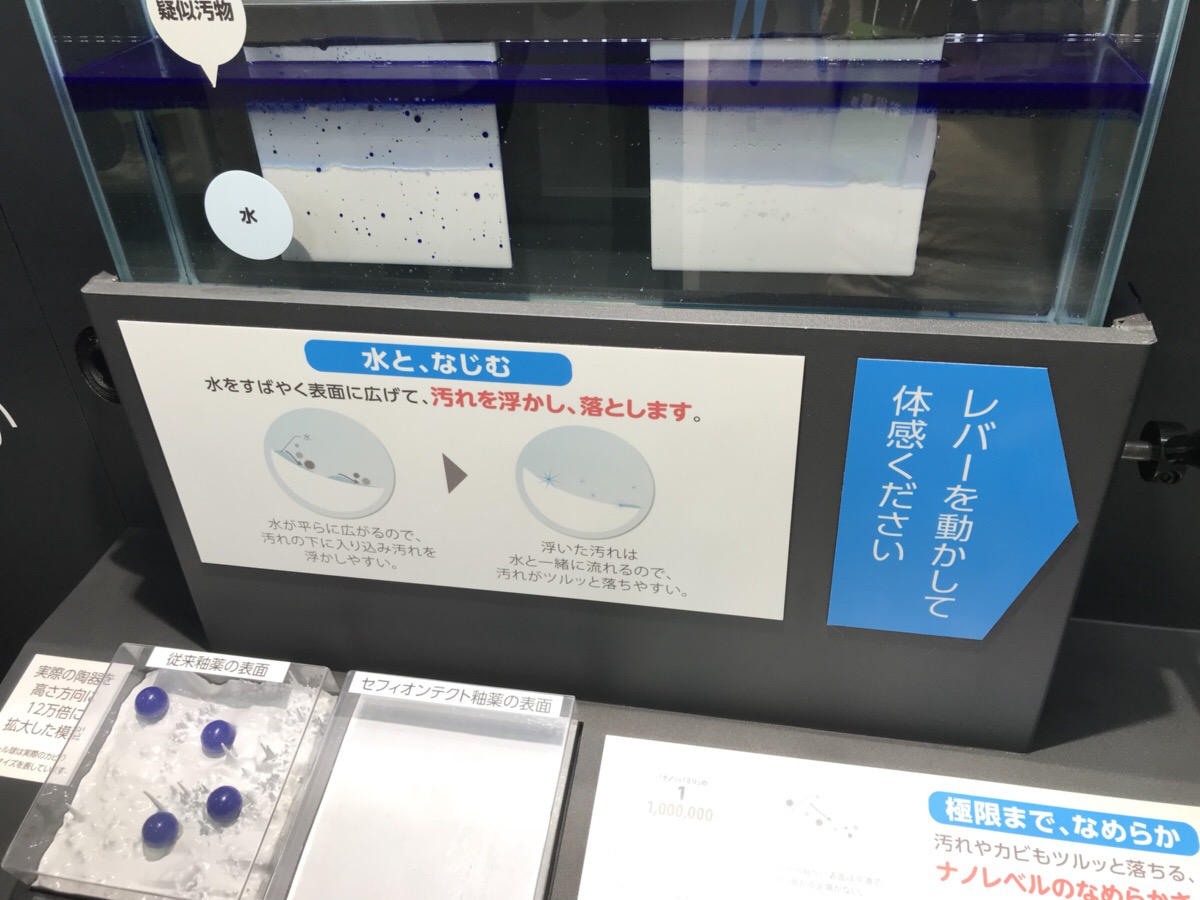 疑似汚物
水
水と、なじむ
水をすばやく表面に広げて、汚れを浮かし、落とします。
水
水が平らに広がるので、
汚れの下に入り込み汚れを
浮かしやすい。
浮いた汚れは
水と一緒に流れるので、
汚れがツルッと落ちやすい。
レバーを動かして
体感ください
実際の陶器を
高さ方向に
12万倍に
拡大した模型
従来釉薬の表面
セフィオンテクト釉薬の表面
1
1,000,000
極限まで、なめらか
汚れやカビもツルッと落ちる、
ナノレベルのなめらかさ